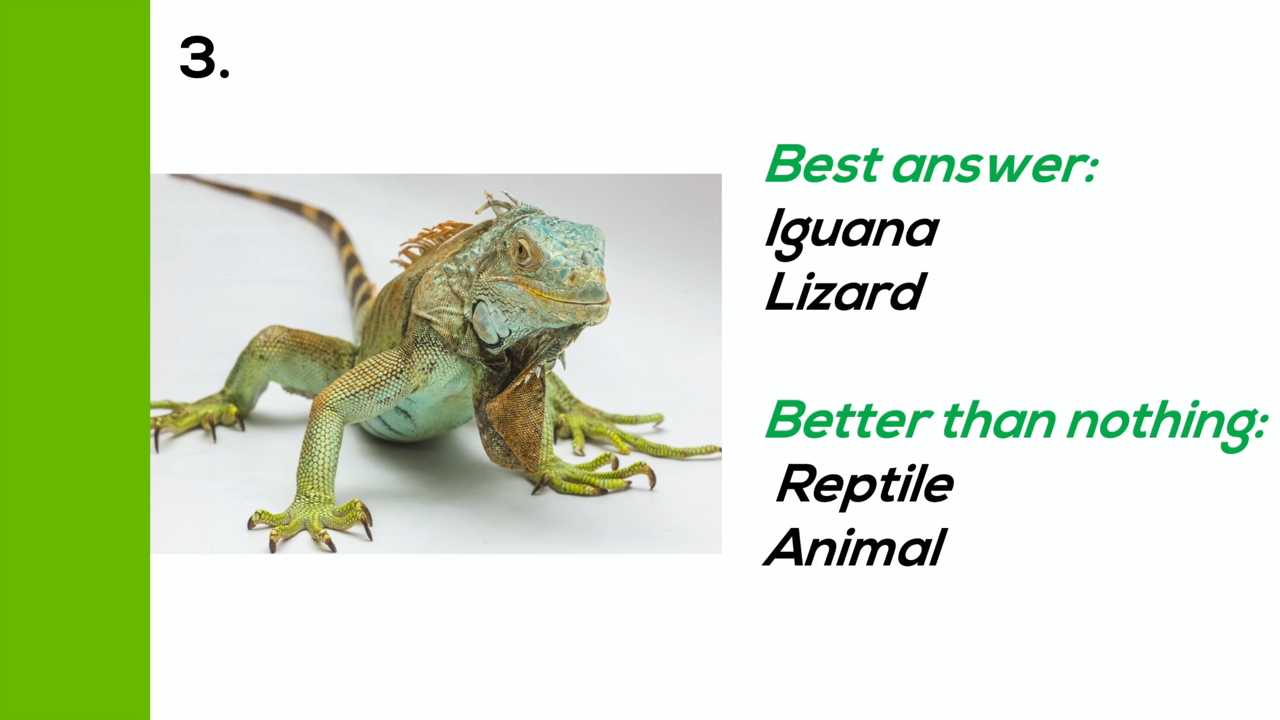 3.
Best answer:
Iguana
Lizard
Better than nothing:
Reptile
Animal